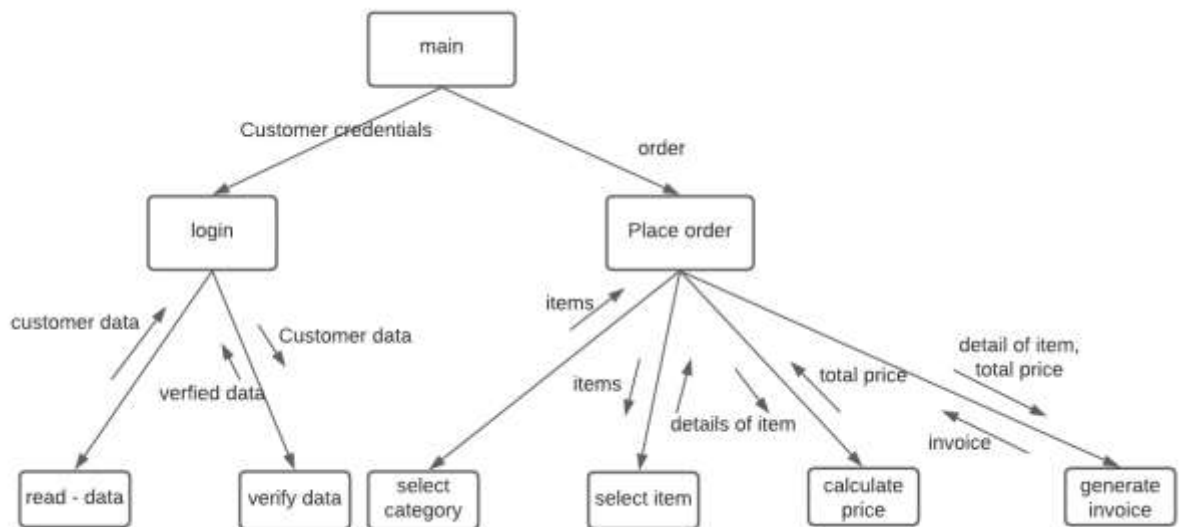 main
Customer credentials
order
login
Place order
items
customer data
Customer data
detail of item,
total price
items
total price
verfied data
details of item
invoice
read - data
verify data
select
category
select item
calculate
price
generate
invoice